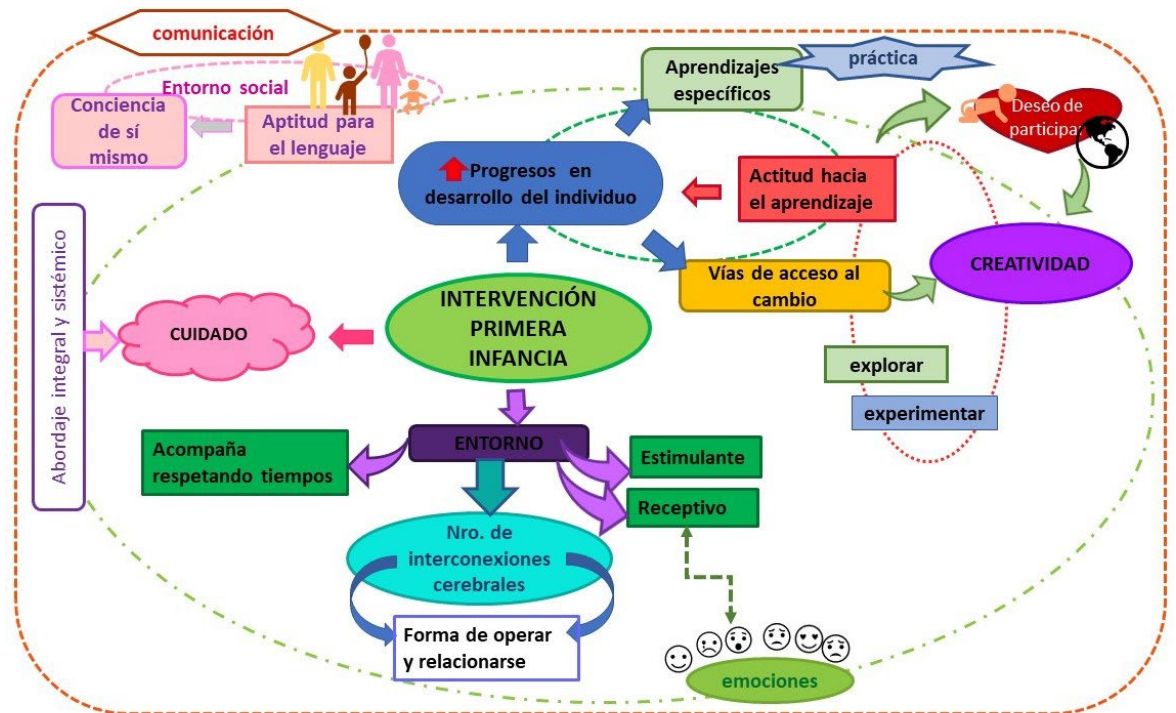 comunicación
Entorno social
Conciencia
de sí
mismo
Aptitud para
el lenguaje
Aprendizajes
específicos
práctica
Deseo de
participar
Progresos en
desarrollo del individuo
Actitud hacia
el aprendizaje
Vías de acceso al
cambio
CREATIVIDAD
Abordaje integral y sistémico
CUIDADO
INTERVENCIÓN
PRIMERA
INFANCIA
explorar
experimentar
ENTORNO
Acompaña
respetando tiempos
Estimulante
Receptivo
Nro. de
interconexiones
cerebrales
Forma de operar
y relacionarse
emociones